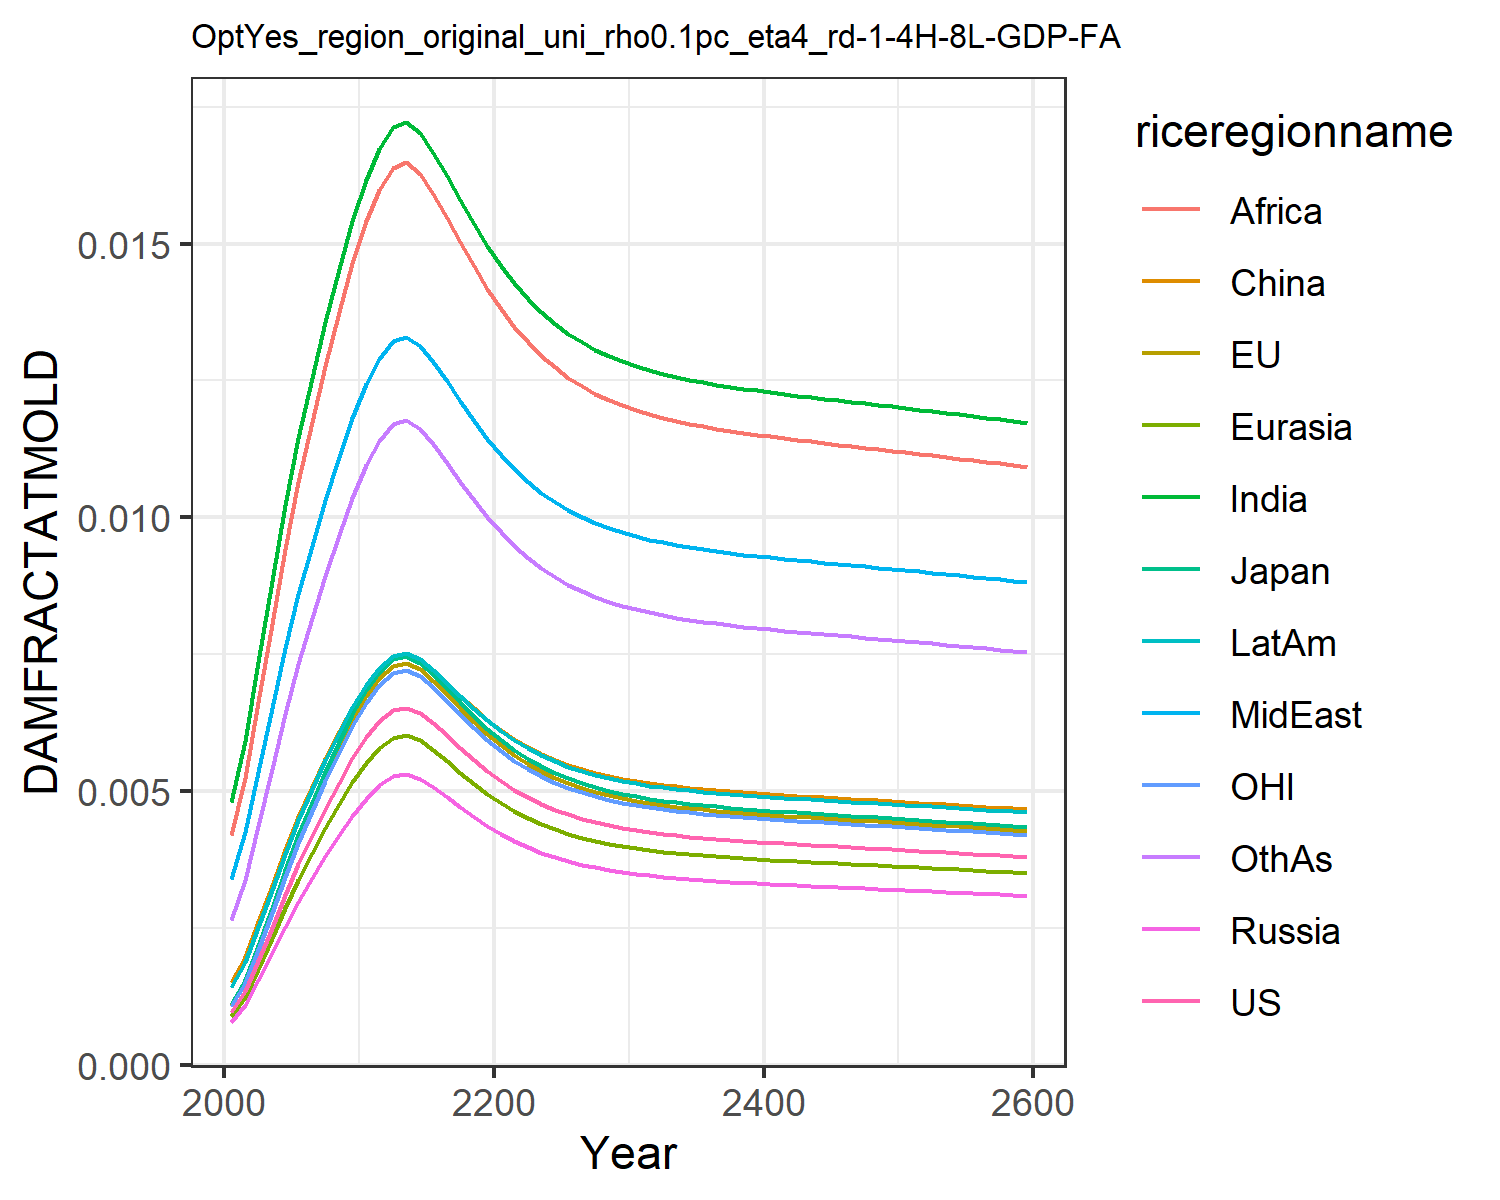 OptYes_region_original_uni_rho0.1pc_eta4_rd-1-4H-8L-GDP-FA
DAMFRACTATMOLD
0.015
0.010
0.005
0.000
2000
2200
2400
2600
Year
riceregionname
Africa
China
EU
Eurasia
India
Japan
LatAm
MidEast
OHI
OthAs
Russia
US